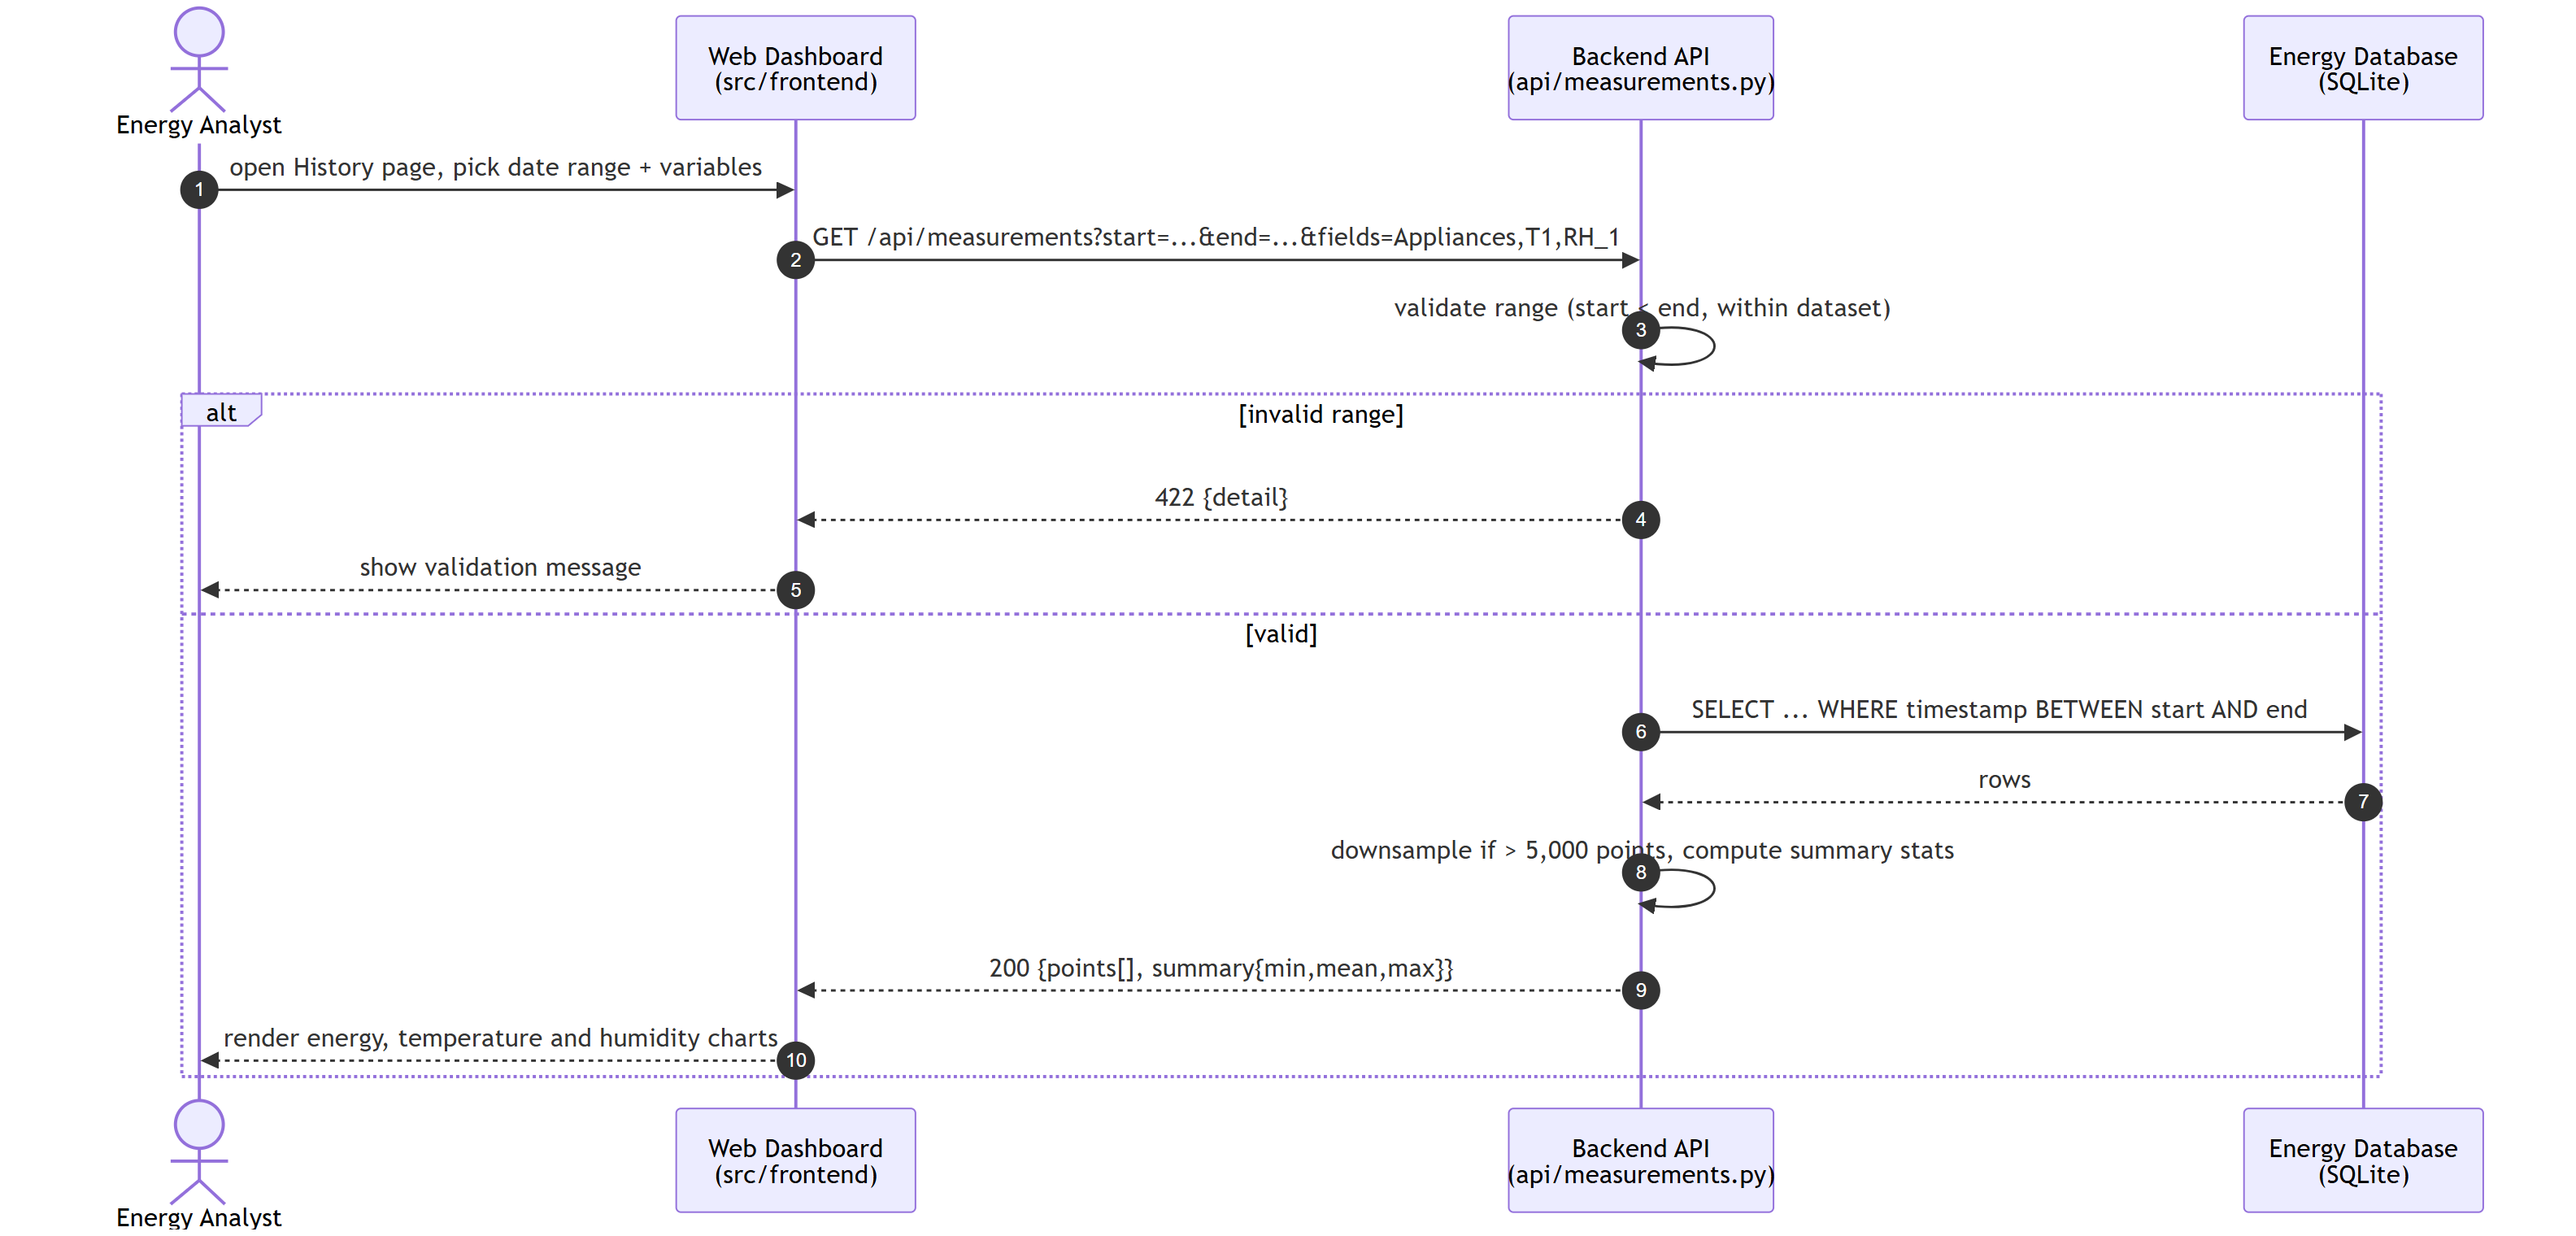 Energy Analyst
Web Dashboard
(src/frontend)
Backend API
(api/measurements.py)
Energy Database
(SQLite)
open History page, pick date range + variables
1
GET /api/measurements?start=...&end=...&fields=Appliances,T1,RH_1
2
validate range (start < end, within dataset)
3
alt
[invalid range]
422 {detail}
4
show validation message
5
[valid]
SELECT ... WHERE timestamp BETWEEN start AND end
6
rows
7
downsample if > 5,000 points, compute summary stats
8
200 {points[], summary{min,mean,max}}
9
render energy, temperature and humidity charts
10
Energy Analyst
Web Dashboard
(src/frontend)
Backend API
(api/measurements.py)
Energy Database
(SQLite)